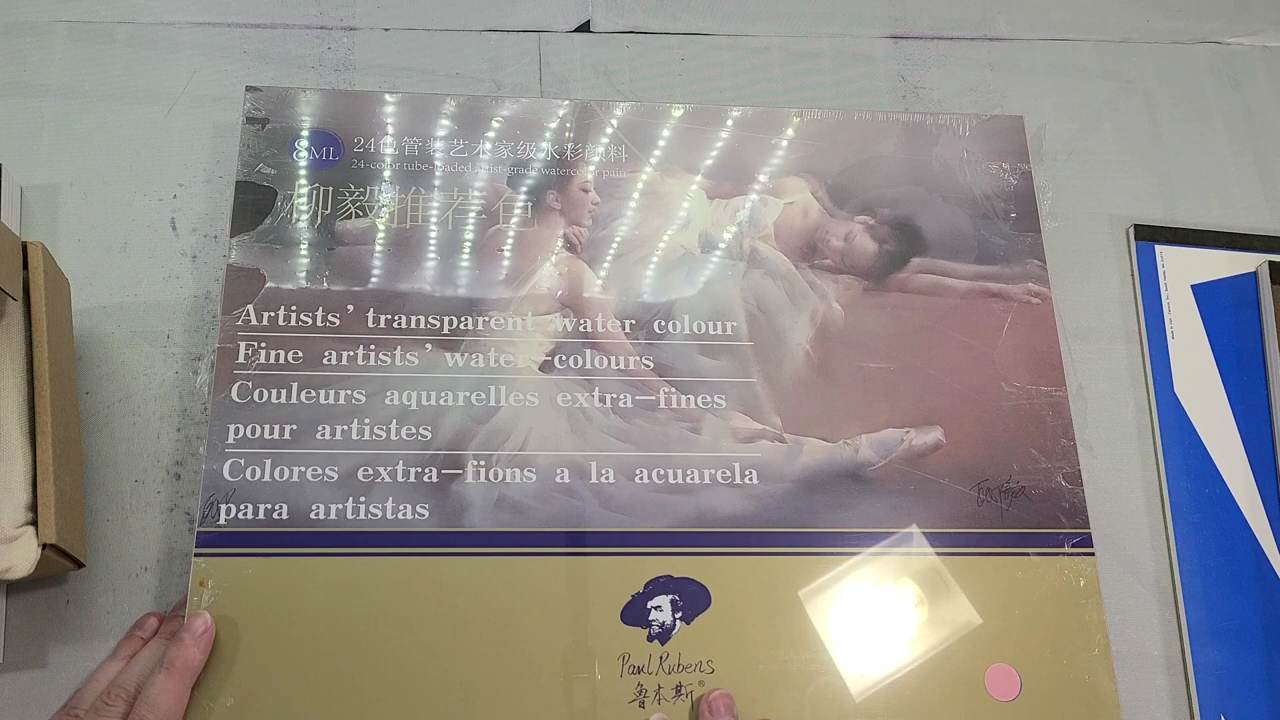 8ML 24色管装艺术家级水彩颜料
24-color tube-loaded artist-grade watercolor pain
柳毅推荐色
Artists' transparent water colour
Fine artists' water-colours
Couleurs aquarelles extra-fines
pour artistes
Colores extra-fions a la acuarela
para artistas
Paul Rubens
鲁本斯®